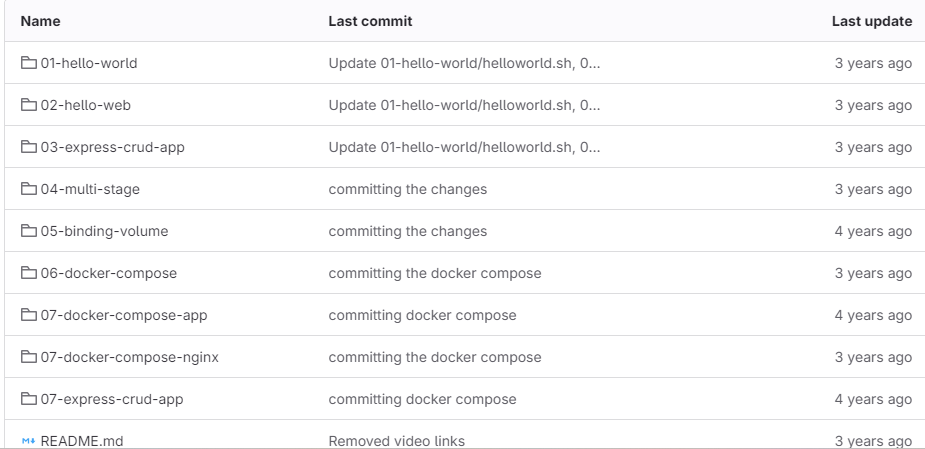 Name Last commit Last update
01-hello-world Update 01-hello-world/helloworld.sh, 0... 3 years ago
02-hello-web Update 01-hello-world/helloworld.sh, 0... 3 years ago
03-express-crud-app Update 01-hello-world/helloworld.sh, 0... 3 years ago
04-multi-stage committing the changes 3 years ago
05-binding-volume committing the changes 4 years ago
06-docker-compose committing the docker compose 3 years ago
07-docker-compose-app committing docker compose 4 years ago
07-docker-compose-nginx committing the docker compose 3 years ago
07-express-crud-app committing docker compose 4 years ago
README.md Removed video links 3 years ago